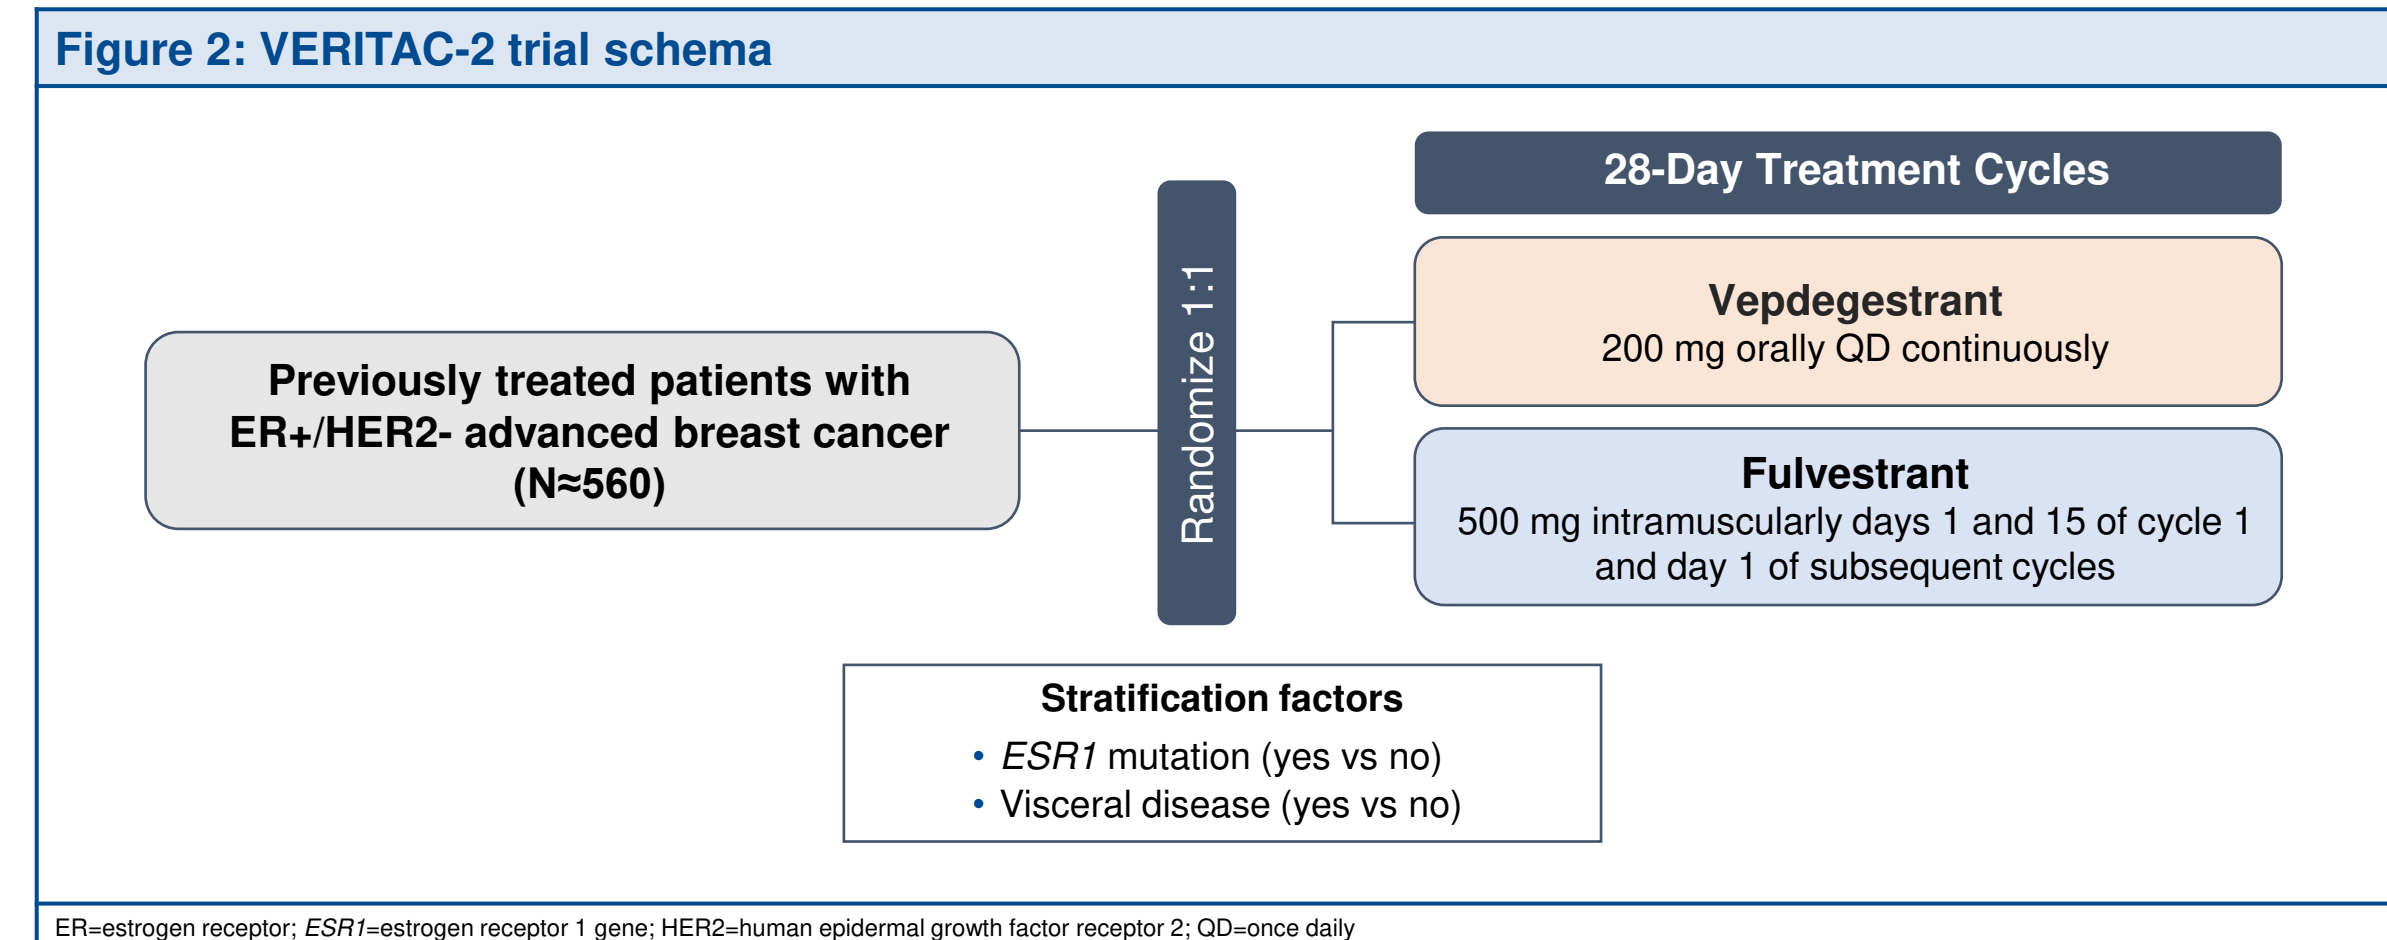 Figure 2: VERITAC-2 trial schema
Previously treated patients with
ER+/HER2- advanced breast cancer
(N≈560)
Randomize 1:1
28-Day Treatment Cycles
Vepdegestrant
200 mg orally QD continuously
Fulvestrant
500 mg intramuscularly days 1 and 15 of cycle 1
and day 1 of subsequent cycles
Stratification factors
• ESR1 mutation (yes vs no)
• Visceral disease (yes vs no)
ER=estrogen receptor; ESR1=estrogen receptor 1 gene; HER2=human epidermal growth factor receptor 2; QD=once daily